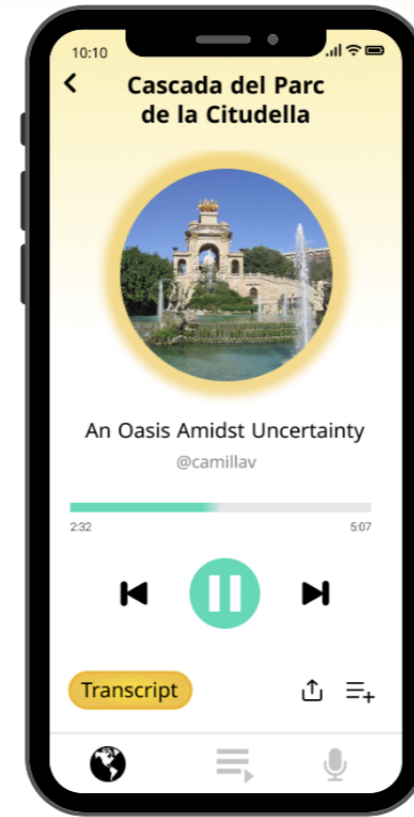 10:10
Cascada del Parc
de la Citudella
An Oasis Amidst Uncertainty
@camillav
2:32 5:07
Transcript